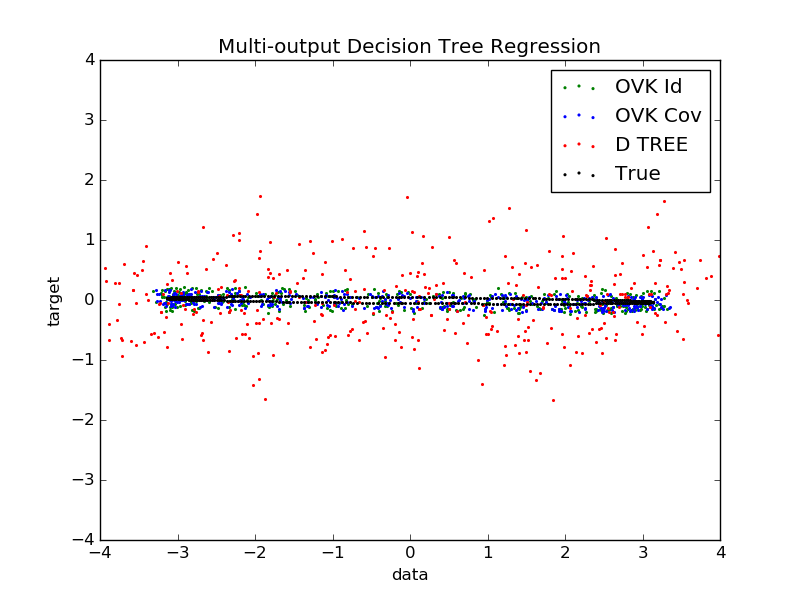 Multi-output Decision Tree Regression
OVK Id
OVK Cov
D TREE
True
4
3
2
1
0
−1
−2
−3
−4
target
−4 −3 −2 −1 0 1 2 3 4
data